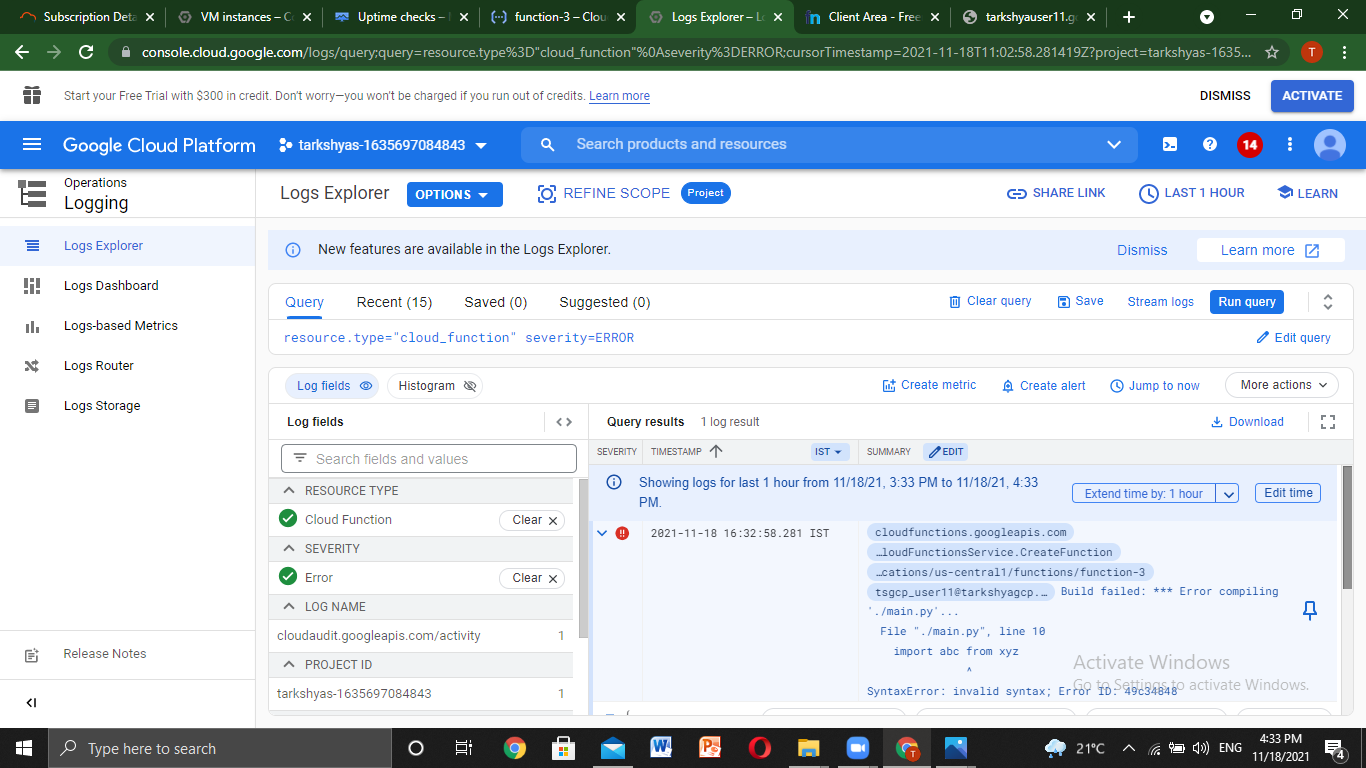 Subscription Deta
VM instances – C
Uptime checks –
function-3 – Clou
Logs Explorer – L
Client Area - Free
tarkshyauser11.g
console.cloud.google.com/logs/query;query=resource.type%3D"cloud_function"%0Aseverity%3DERROR;cursorTimestamp=2021-11-18T11:02:58.281419Z?project=tarkshyas-1635...
T
Start your Free Trial with $300 in credit. Don't worry—you won't be charged if you run out of credits. Learn more
DISMISS
ACTIVATE
Google Cloud Platform
tarkshyas-1635697084843
Search products and resources
14
Operations
Logging
Logs Explorer
OPTIONS
REFINE SCOPE
Project
SHARE LINK
LAST 1 HOUR
LEARN
Logs Explorer
Logs Dashboard
Logs-based Metrics
Logs Router
Logs Storage
Release Notes
New features are available in the Logs Explorer.
Dismiss
Learn more
Query
Recent (15)
Saved (0)
Suggested (0)
Clear query
Save
Stream logs
Run query
resource.type="cloud_function" severity=ERROR
Edit query
Log fields
Histogram
Create metric
Create alert
Jump to now
More actions
Log fields
Search fields and values
RESOURCE TYPE
Cloud Function
Clear
SEVERITY
Error
Clear
LOG NAME
cloudaudit.googleapis.com/activity 1
PROJECT ID
tarkshyas-1635697084843 1
Query results 1 log result
Download
SEVERITY
TIMESTAMP
IST
SUMMARY
EDIT
Showing logs for last 1 hour from 11/18/21, 3:33 PM to 11/18/21, 4:33
PM.
Extend time by: 1 hour
Edit time
2021-11-18 16:32:58.281 IST
cloudfunctions.googleapis.com
…loudFunctionsService.CreateFunction
…cations/us-central1/functions/function-3
tsgcp_user11@tarkshyagcp.… Build failed: *** Error compiling
'./main.py'...
File "./main.py", line 10
import abc from xyz
^
SyntaxError: invalid syntax; Error ID: 49c34848
Activate Windows
Go to Settings to activate Windows.
Type here to search
T
21°C
ENG
4:33 PM
11/18/2021
4